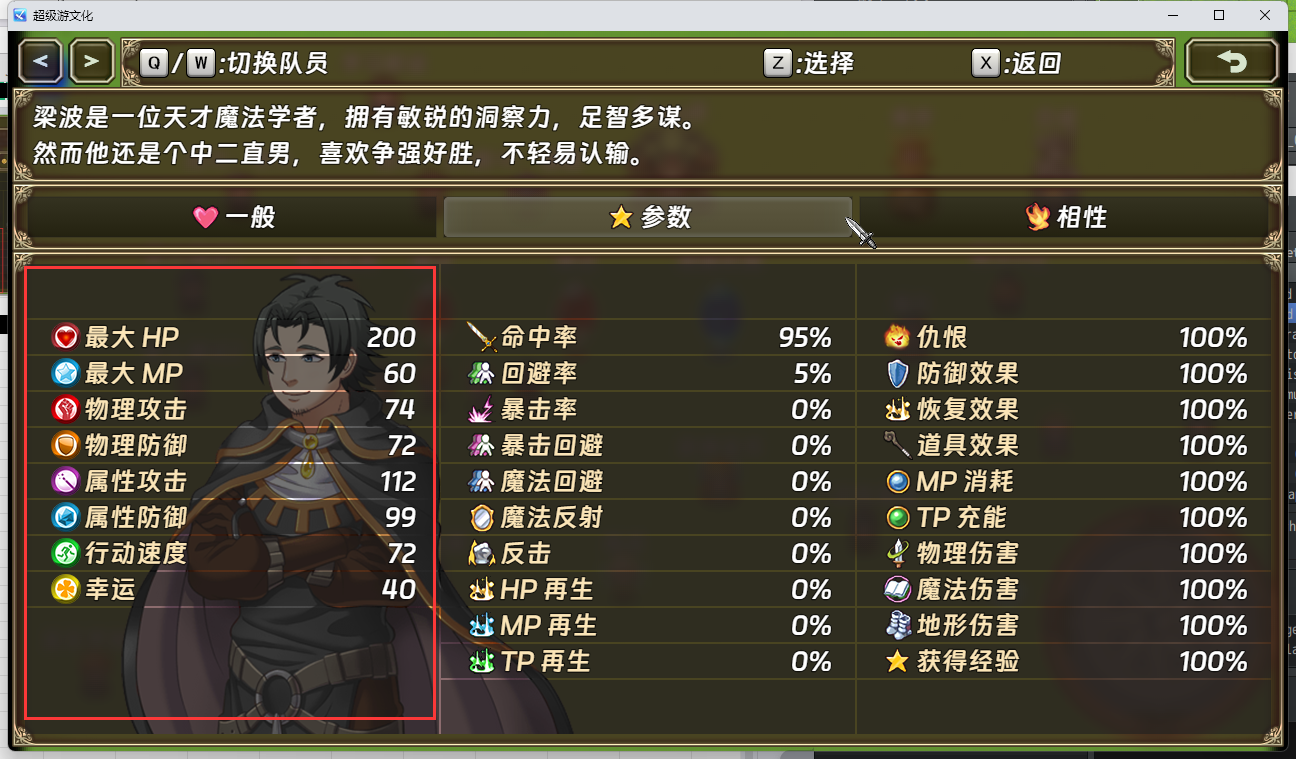 超级游文化
< > Q / W :切换队员 Z :选择 X :返回
梁波是一位天才魔法学者，拥有敏锐的洞察力，足智多谋。
然而他还是个中二直男，喜欢争强好胜，不轻易认输。
一般 参数 相性
最大 HP 200
最大 MP 60
物理攻击 74
物理防御 72
属性攻击 112
属性防御 99
行动速度 72
幸运 40
命中率 95%
回避率 5%
暴击率 0%
暴击回避 0%
魔法回避 0%
魔法反射 0%
反击 0%
HP 再生 0%
MP 再生 0%
TP 再生 0%
仇恨 100%
防御效果 100%
恢复效果 100%
道具效果 100%
MP 消耗 100%
TP 充能 100%
物理伤害 100%
魔法伤害 100%
地形伤害 100%
获得经验 100%